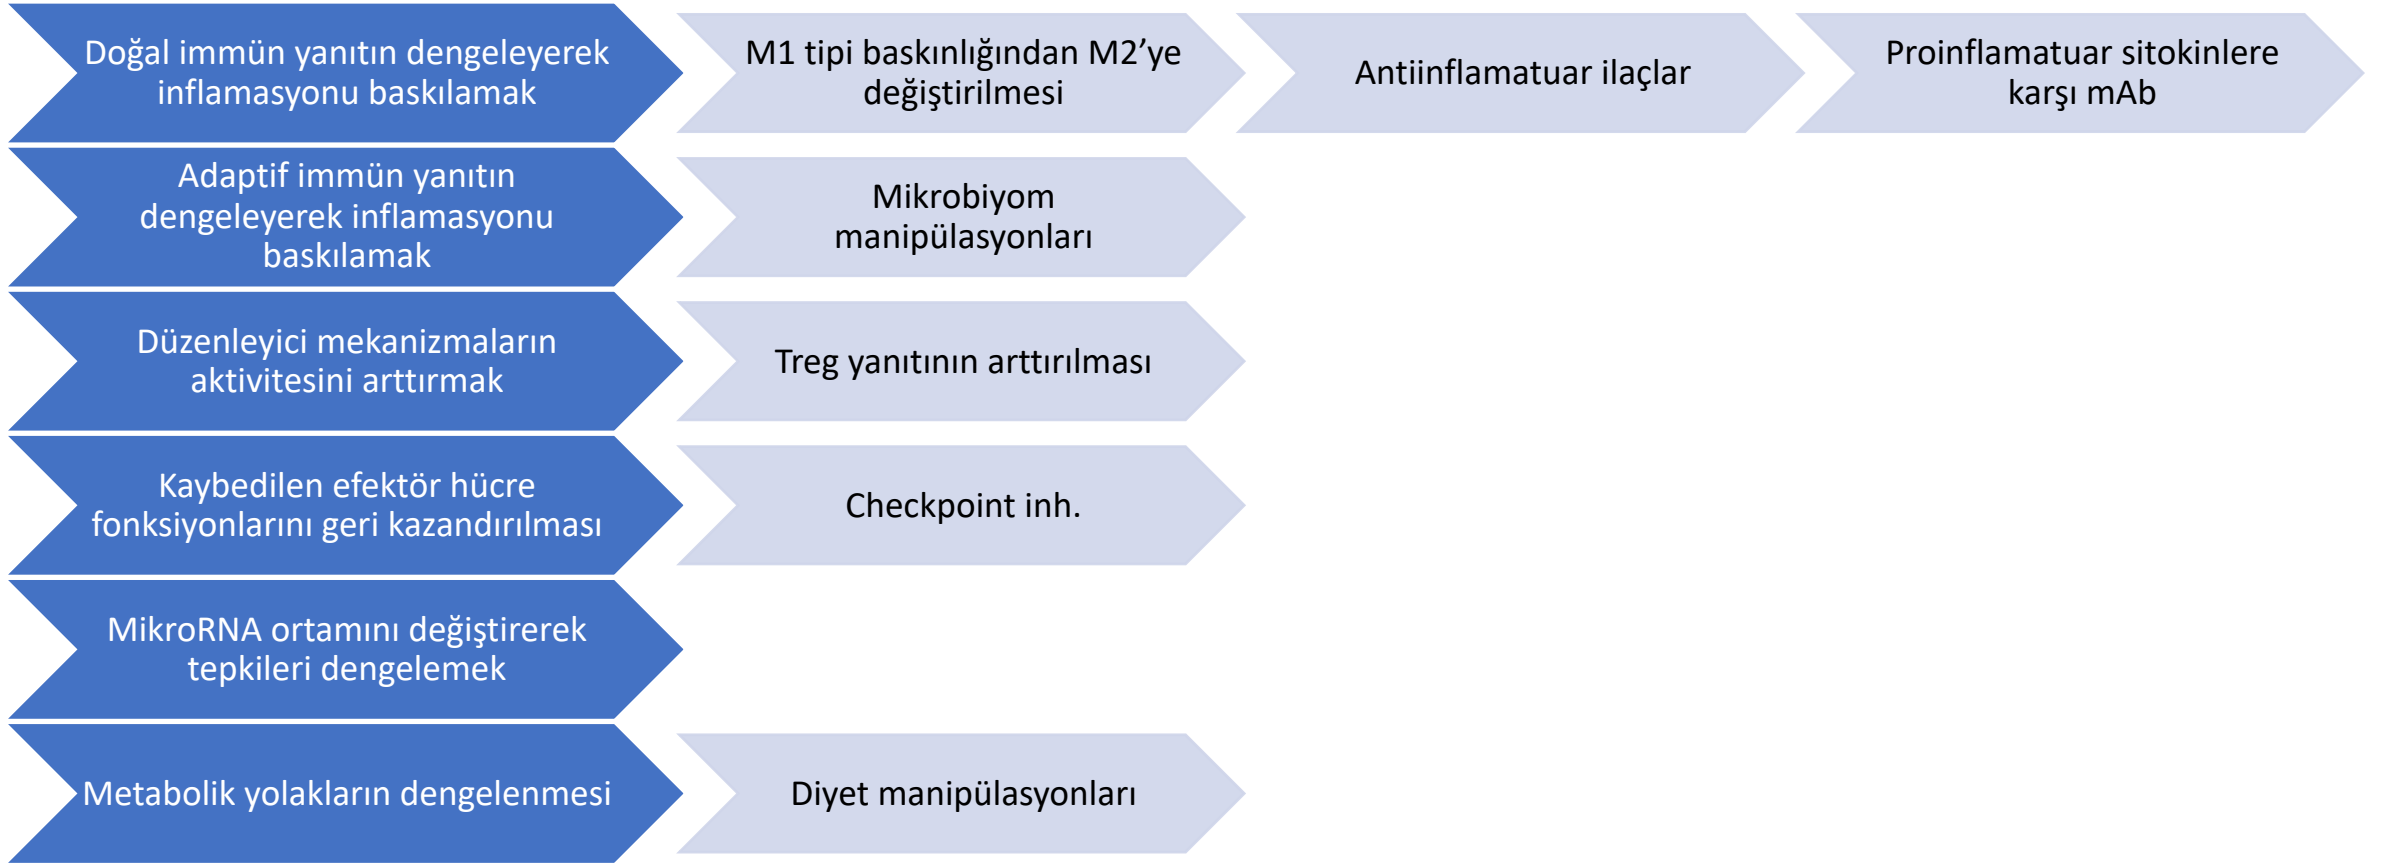 Doğal immün yanıtın dengeleyerek
inflamasyonu baskılamak
M1 tipi baskınlığından M2’ye
değiştirilmesi
Antiinflamatuar ilaçlar
Proinflamatuar sitokinlere
karşı mAb
Adaptif immün yanıtın
dengeleyerek inflamasyonu
baskılamak
Mikrobiyom
manipülasyonları
Düzenleyici mekanizmaların
aktivitesini arttırmak
Treg yanıtının arttırılması
Kaybedilen efektör hücre
fonksiyonlarını geri kazandırılması
Checkpoint inh.
MikroRNA ortamını değiştirerek
tepkileri dengelemek
Metabolik yolakların dengelenmesi
Diyet manipülasyonları